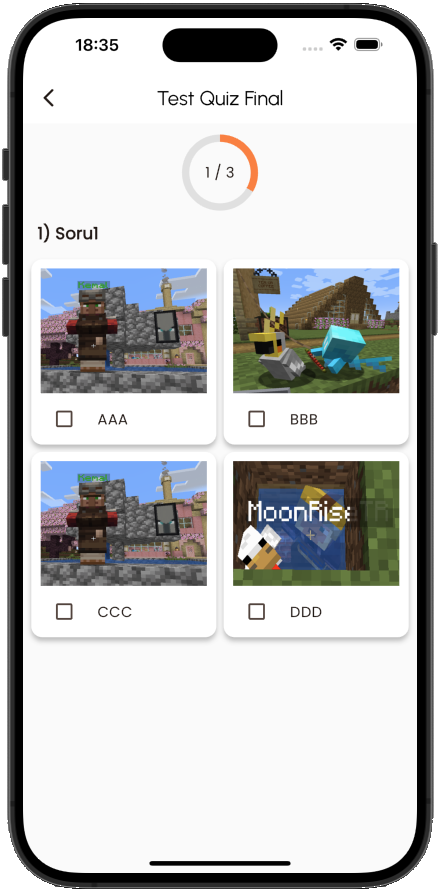 18:35
Test Quiz Final
1 / 3
1) Soru1
AAA
BBB
CCC
MoonRise
DDD